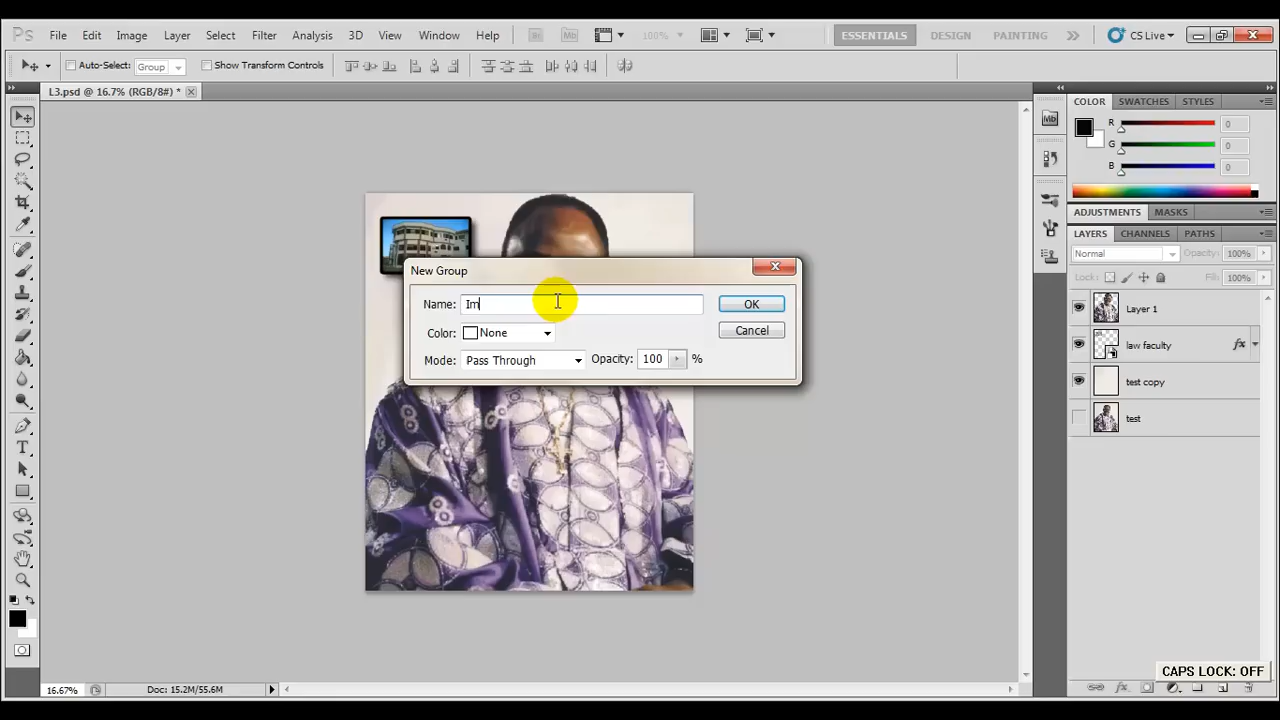 Ps File Edit Image Layer Select Filter Analysis 3D View Window Help Br Mb 100% ESSENTIALS DESIGN PAINTING CS Live
Auto-Select: Group Show Transform Controls
L3.psd @ 16.7% (RGB/8#) *
COLOR SWATCHES STYLES
Mb
R 0
G 0
B 0
ADJUSTMENTS MASKS
LAYERS CHANNELS PATHS
Normal Opacity: 100%
Lock: Fill: 100%
Layer 1
law faculty fx
test copy
test
New Group
Name: Im OK
Color: None Cancel
Mode: Pass Through Opacity: 100 %
T
CAPS LOCK: OFF
16.67% Doc: 15.2M/55.6M
fx